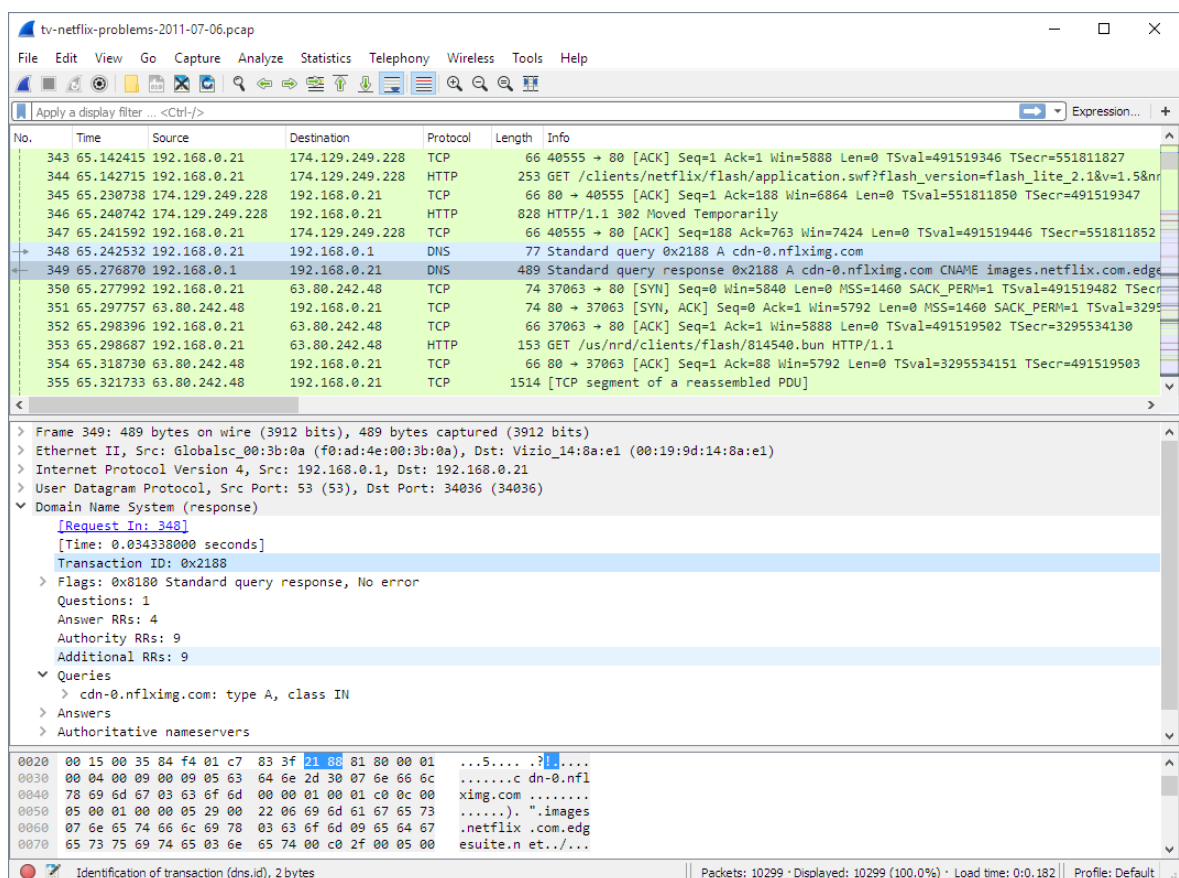 tv-netflix-problems-2011-07-06.pcap
File Edit View Go Capture Analyze Statistics Telephony Wireless Tools Help
Apply a display filter ... <Ctrl-/> Expression... +
No. Time Source Destination Protocol Length Info
343 65.142415 192.168.0.21 174.129.249.228 TCP 66 40555 → 80 [ACK] Seq=1 Ack=1 Win=5888 Len=0 TSval=491519346 TSecr=551811827
344 65.142715 192.168.0.21 174.129.249.228 HTTP 253 GET /clients/netflix/flash/application.swf?flash_version=flash_lite_2.1&v=1.5&nr
345 65.230738 174.129.249.228 192.168.0.21 TCP 66 80 → 40555 [ACK] Seq=1 Ack=188 Win=6864 Len=0 TSval=551811850 TSecr=491519347
346 65.240742 174.129.249.228 192.168.0.21 HTTP 828 HTTP/1.1 302 Moved Temporarily
347 65.241592 192.168.0.21 174.129.249.228 TCP 66 40555 → 80 [ACK] Seq=188 Ack=763 Win=7424 Len=0 TSval=491519446 TSecr=551811852
348 65.242532 192.168.0.21 192.168.0.1 DNS 77 Standard query 0x2188 A cdn-0.nflximg.com
349 65.276870 192.168.0.1 192.168.0.21 DNS 489 Standard query response 0x2188 A cdn-0.nflximg.com CNAME images.netflix.com.edge
350 65.277992 192.168.0.21 63.80.242.48 TCP 74 37063 → 80 [SYN] Seq=0 Win=5840 Len=0 MSS=1460 SACK_PERM=1 TSval=491519482 TSecr
351 65.297757 63.80.242.48 192.168.0.21 TCP 74 80 → 37063 [SYN, ACK] Seq=0 Ack=1 Win=5792 Len=0 MSS=1460 SACK_PERM=1 TSval=3295
352 65.298396 192.168.0.21 63.80.242.48 TCP 66 37063 → 80 [ACK] Seq=1 Ack=1 Win=5888 Len=0 TSval=491519502 TSecr=3295534130
353 65.298687 192.168.0.21 63.80.242.48 HTTP 153 GET /us/nrd/clients/flash/814540.bun HTTP/1.1
354 65.318730 63.80.242.48 192.168.0.21 TCP 66 80 → 37063 [ACK] Seq=1 Ack=88 Win=5792 Len=0 TSval=3295534151 TSecr=491519503
355 65.321733 63.80.242.48 192.168.0.21 TCP 1514 [TCP segment of a reassembled PDU]
Frame 349: 489 bytes on wire (3912 bits), 489 bytes captured (3912 bits)
Ethernet II, Src: Globalsc_00:3b:0a (f0:ad:4e:00:3b:0a), Dst: Vizio_14:8a:e1 (00:19:9d:14:8a:e1)
Internet Protocol Version 4, Src: 192.168.0.1, Dst: 192.168.0.21
User Datagram Protocol, Src Port: 53 (53), Dst Port: 34036 (34036)
Domain Name System (response)
[Request In: 348]
[Time: 0.034338000 seconds]
Transaction ID: 0x2188
Flags: 0x8180 Standard query response, No error
Questions: 1
Answer RRs: 4
Authority RRs: 9
Additional RRs: 9
Queries
cdn-0.nflximg.com: type A, class IN
Answers
Authoritative nameservers
0020 00 15 00 35 84 f4 01 c7 83 3f 21 88 81 80 00 01 ...5.... .?!.....
0030 00 04 00 09 00 09 05 63 64 6e 2d 30 07 6e 66 6c .......c dn-0.nfl
0040 78 69 6d 67 03 63 6f 6d 00 00 01 00 01 c0 0c 00 ximg.com ........
0050 05 00 01 00 00 05 29 00 22 06 69 6d 61 67 65 73 ......). ".images
0060 07 6e 65 74 66 6c 69 78 03 63 6f 6d 09 65 64 67 .netflix .com.edg
0070 65 73 75 69 74 65 03 6e 65 74 00 c0 2f 00 05 00 esuite.n et../...
Identification of transaction (dns.id), 2 bytes Packets: 10299 · Displayed: 10299 (100.0%) · Load time: 0:0.182 Profile: Default